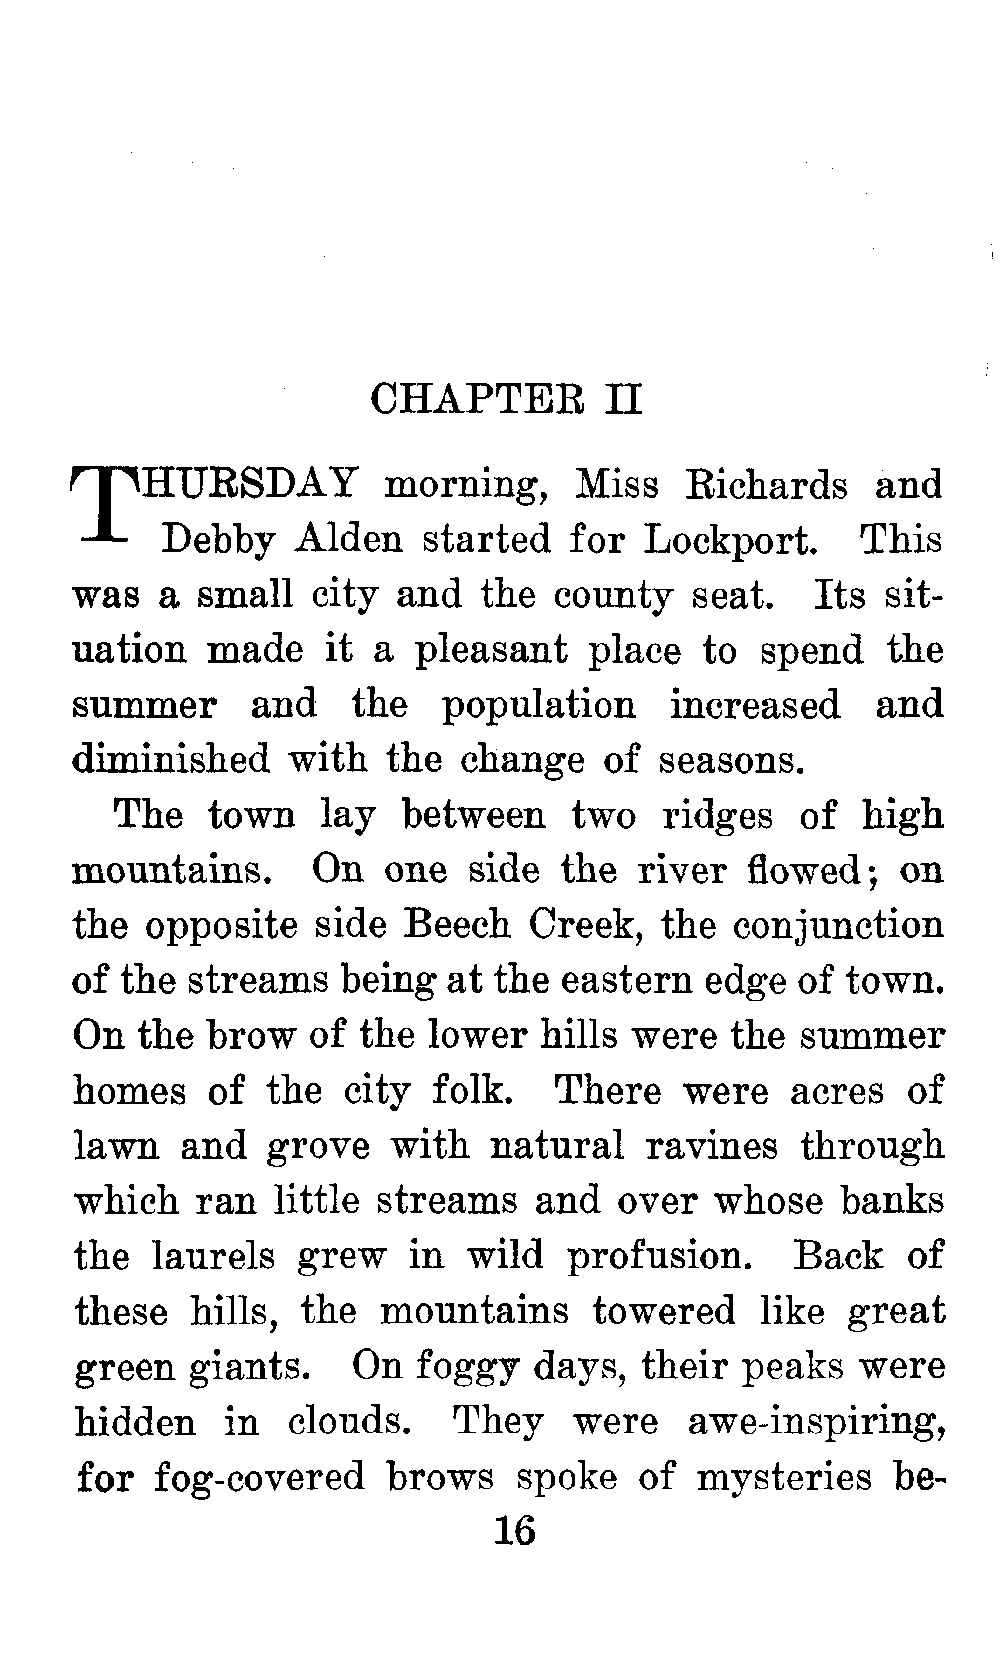 CHAPTER II
THURSDAY morning, Miss Richards and
Debby Alden started for Lockport. This
was a small city and the county seat. Its sit-
uation made it a pleasant place to spend the
summer and the population increased and
diminished with the change of seasons.
The town lay between two ridges of high
mountains. On one side the river flowed; on
the opposite side Beech Creek, the conjunction
of the streams being at the eastern edge of town.
On the brow of the lower hills were the summer
homes of the city folk. There were acres of
lawn and grove with natural ravines through
which ran little streams and over whose banks
the laurels grew in wild profusion. Back of
these hills, the mountains towered like great
green giants. On foggy days, their peaks were
hidden in clouds. They were awe-inspiring,
for fog-covered brows spoke of mysteries be-
16